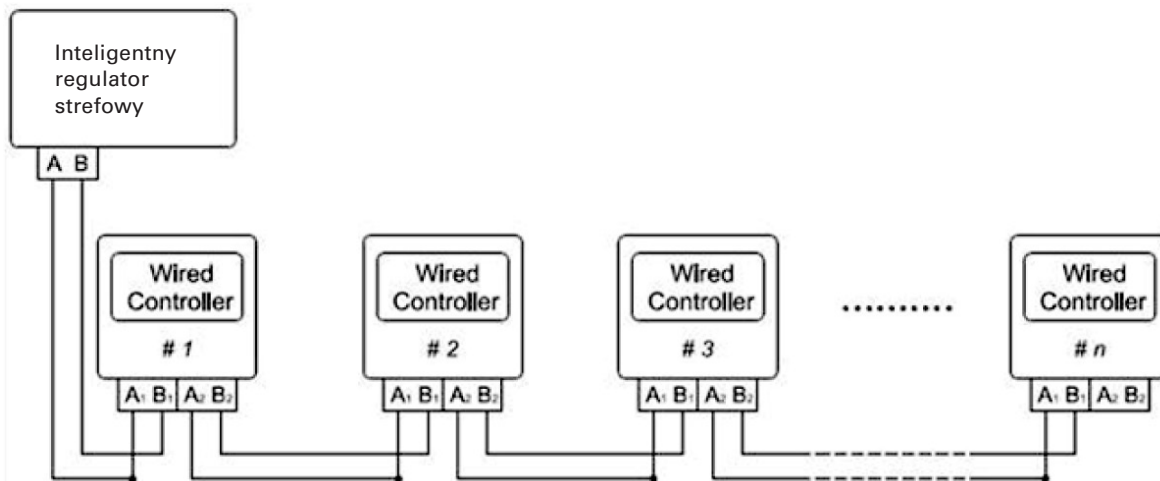 Inteligentny
regulator
strefowy
A B
Wired
Controller
# 1
A₁ B₁ A₂ B₂
Wired
Controller
# 2
A₁ B₁ A₂ B₂
Wired
Controller
# 3
A₁ B₁ A₂ B₂
..........
Wired
Controller
# n
A₁ B₁ A₂ B₂